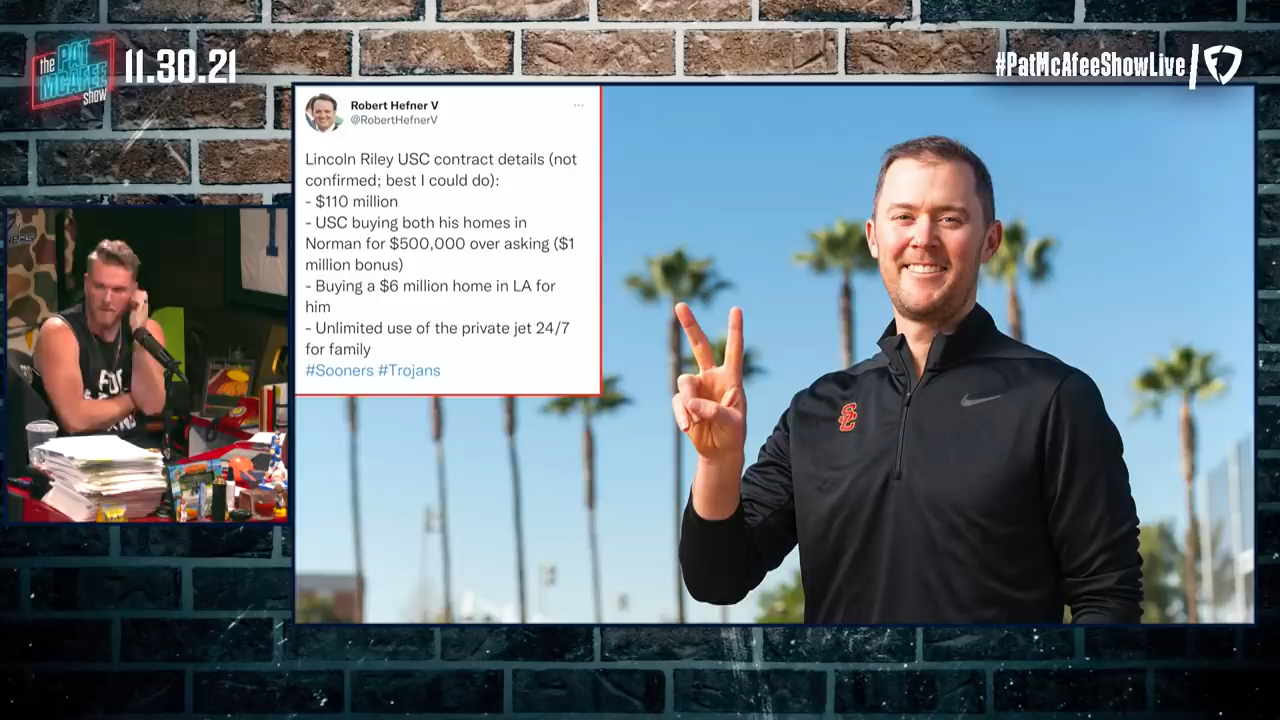 the
PAT
MCAFEE
show
11.30.21
#PatMcAfeeShowLive
Robert Hefner V
@RobertHefnerV
Lincoln Riley USC contract details (not
confirmed; best I could do):
- $110 million
- USC buying both his homes in
Norman for $500,000 over asking ($1
million bonus)
- Buying a $6 million home in LA for
him
- Unlimited use of the private jet 24/7
for family
#Sooners #Trojans
SC